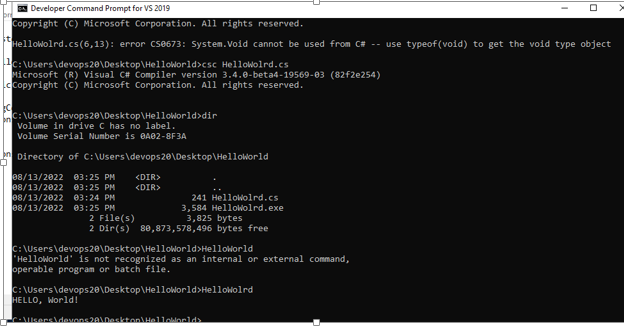 Developer Command Prompt for VS 2019
Copyright (C) Microsoft Corporation. All rights reserved.
HelloWolrd.cs(6,13): error CS0673: System.Void cannot be used from C# -- use typeof(void) to get the void type object
C:\Users\devops20\Desktop\HelloWorld>csc HelloWolrd.cs
Microsoft (R) Visual C# Compiler version 3.4.0-beta4-19569-03 (82f2e254)
Copyright (C) Microsoft Corporation. All rights reserved.
C:\Users\devops20\Desktop\HelloWorld>dir
Volume in drive C has no label.
Volume Serial Number is 0A02-8F3A
Directory of C:\Users\devops20\Desktop\HelloWorld
08/13/2022 03:25 PM <DIR> .
08/13/2022 03:25 PM <DIR> ..
08/13/2022 03:24 PM 241 HelloWolrd.cs
08/13/2022 03:25 PM 3,584 HelloWolrd.exe
2 File(s) 3,825 bytes
2 Dir(s) 80,873,578,496 bytes free
C:\Users\devops20\Desktop\HelloWorld>HelloWorld
'HelloWorld' is not recognized as an internal or external command,
operable program or batch file.
C:\Users\devops20\Desktop\HelloWorld>HelloWolrd
HELLO, World!
C:\Users\devops20\Desktop\HelloWorld>